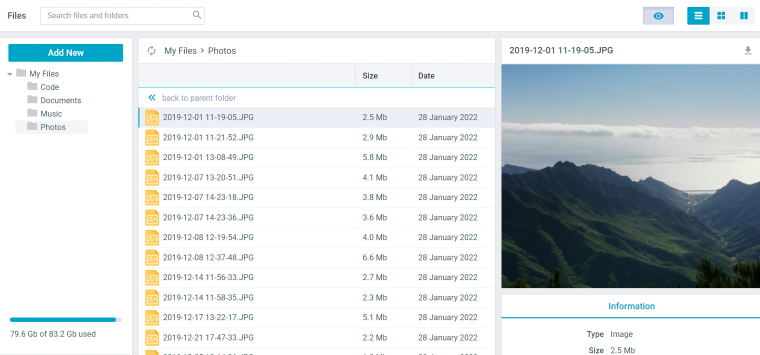 Files
Search files and folders
Add New
My Files
Code
Documents
Music
Photos
79.6 Gb of 83.2 Gb used
My Files > Photos
Size Date
back to parent folder
2019-12-01 11-19-05.JPG 2.5 Mb 28 January 2022
2019-12-01 11-21-52.JPG 2.9 Mb 28 January 2022
2019-12-01 13-08-49.JPG 5.8 Mb 28 January 2022
2019-12-07 13-20-51.JPG 4.1 Mb 28 January 2022
2019-12-07 14-23-18.JPG 3.8 Mb 28 January 2022
2019-12-07 14-23-36.JPG 3.6 Mb 28 January 2022
2019-12-08 12-19-54.JPG 4.0 Mb 28 January 2022
2019-12-08 12-37-48.JPG 6.6 Mb 28 January 2022
2019-12-14 11-56-33.JPG 2.7 Mb 28 January 2022
2019-12-14 11-58-35.JPG 2.3 Mb 28 January 2022
2019-12-17 13-22-17.JPG 5.1 Mb 28 January 2022
2019-12-21 17-47-33.JPG 2.2 Mb 28 January 2022
2019-12-01 11-19-05.JPG
Information
Type Image
Size 2.5 Mb